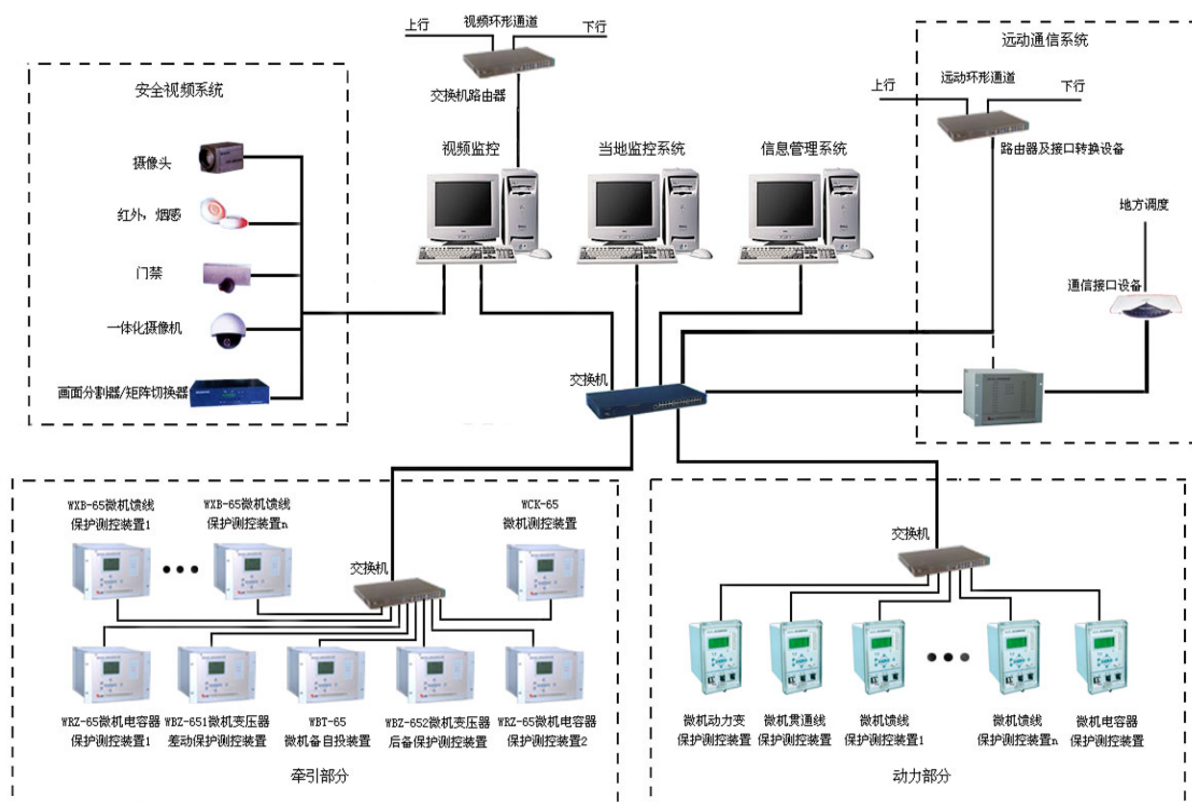 上行
视频环形通道
下行
远动通信系统
安全视频系统
交换机路由器
上行
远动环形通道
下行
路由器及接口转换设备
视频监控
当地监控系统
信息管理系统
摄像头
红外，烟感
门禁
一体化摄像机
画面分割器/矩阵切换器
地方调度
通信接口设备
交换机
WXB-65微机馈线
保护测控装置1
WXB-65微机馈线
保护测控装置n
WCK-65
微机测控装置
交换机
WRZ-65微机电容器
保护测控装置1
WBZ-651微机变压器
差动保护测控装置
WBT-65
微机备自投装置
WBZ-652微机变压器
后备保护测控装置
WRZ-65微机电容器
保护测控装置2
牵引部分
交换机
微机动力变
保护测控装置
微机贯通线
保护测控装置
微机馈线
保护测控装置1
微机馈线
保护测控装置n
微机电容器
保护测控装置
动力部分